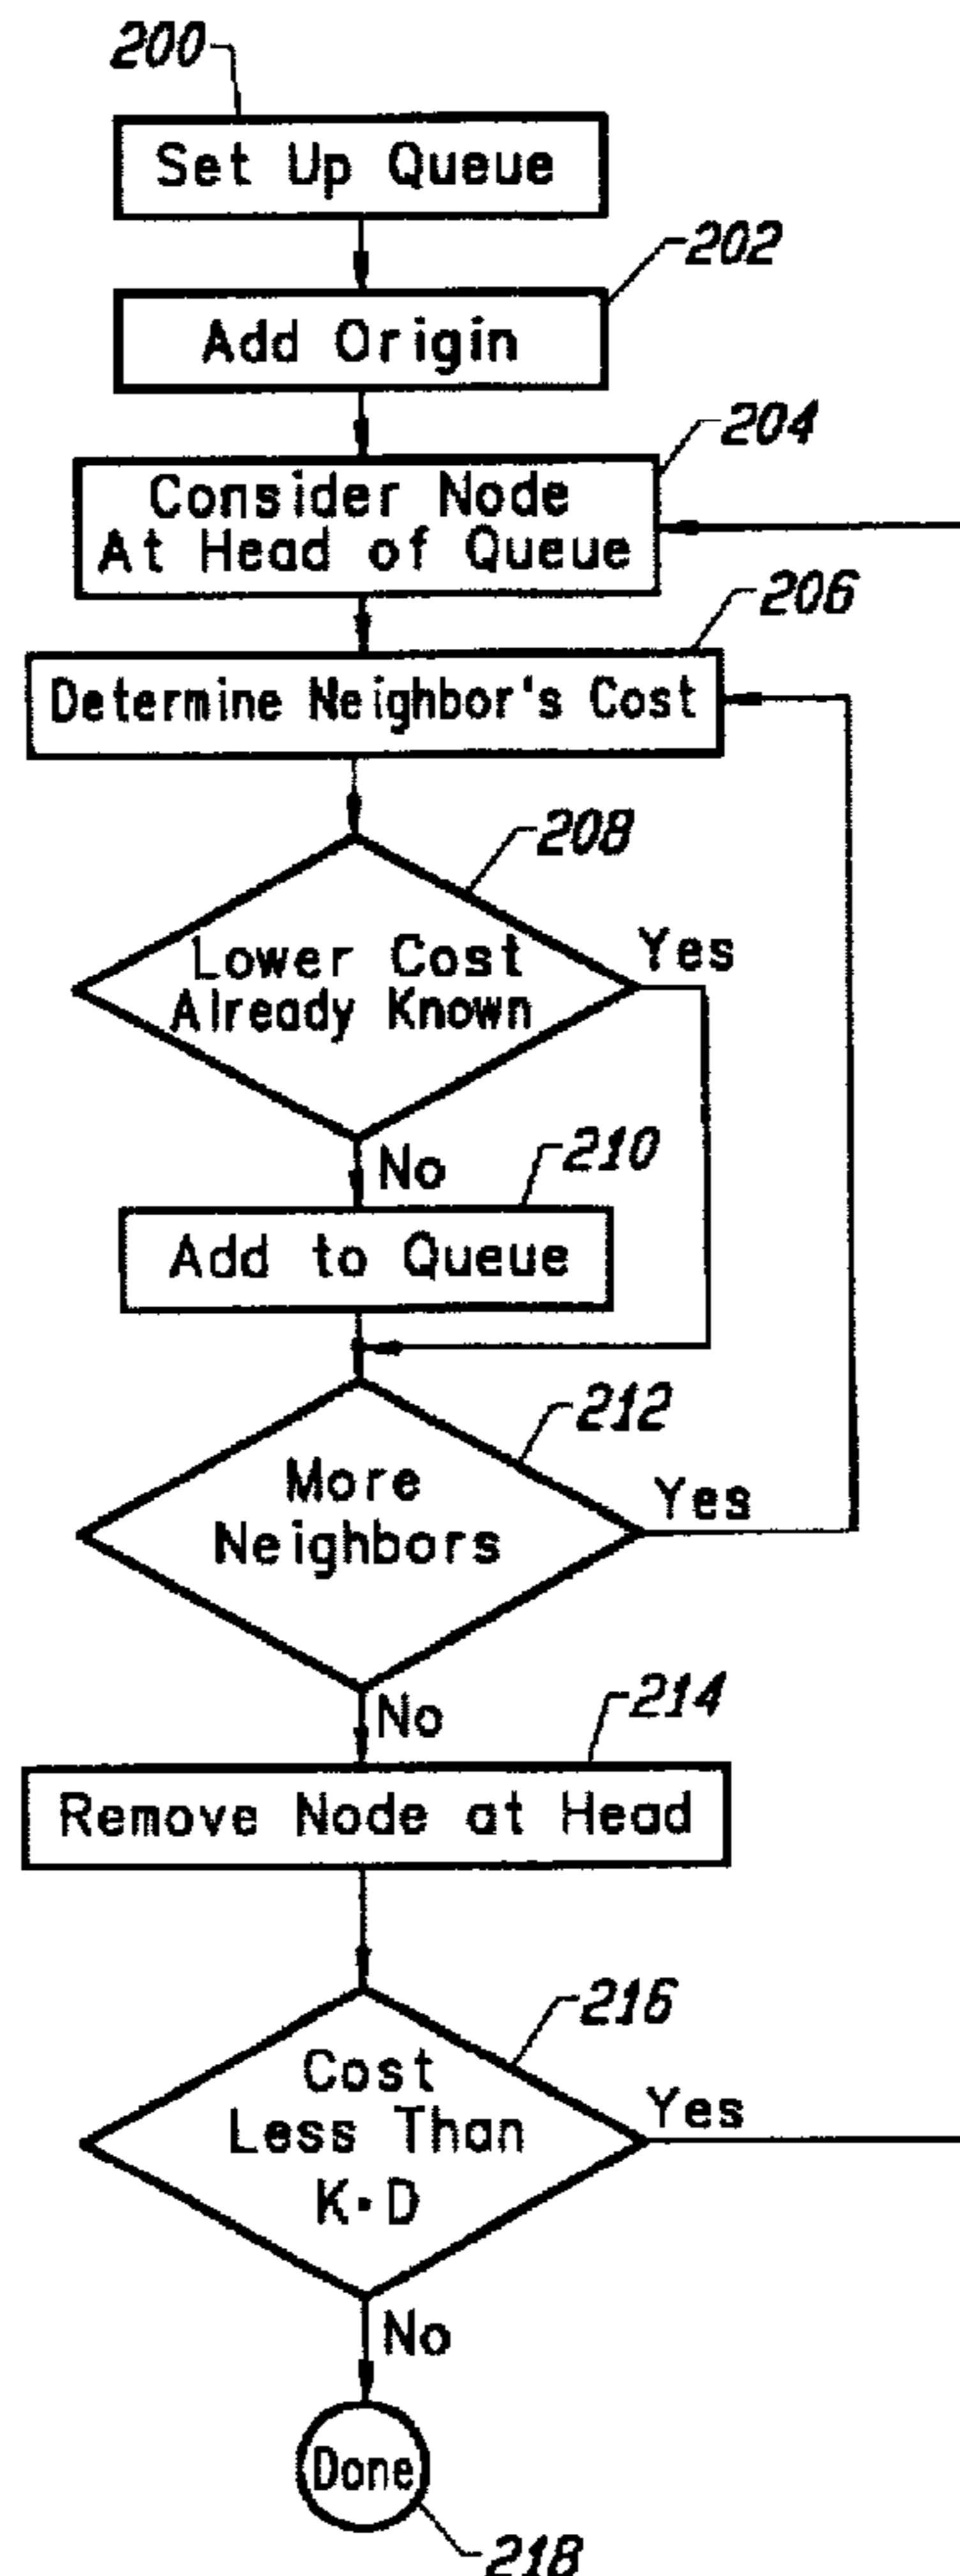 200
Set Up Queue
202
Add Origin
204
Consider Node
At Head of Queue
206
Determine Neighbor's Cost
208
Lower Cost
Already Known
Yes
No
210
Add to Queue
212
More
Neighbors
Yes
No
214
Remove Node at Head
216
Cost
Less Than
K·D
Yes
No
Done
218